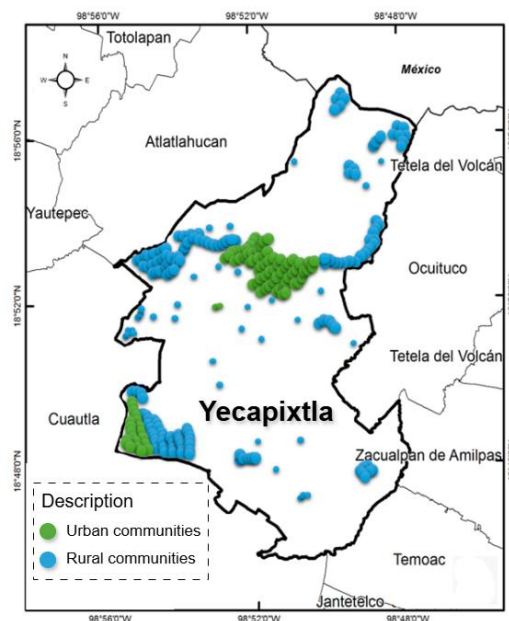 98°56'0"W 98°52'0"W 98°48'0"W
Totolapan
México
N
W E
S
18°56'0"N
Atlatlahucan
Tetela del Volcán
Yautepec
Ocuituco
18°52'0"N
Tetela del Volcán
Yecapixtla
Cuautla
Zacualpan de Amilpas
18°48'0"N
Description
Urban communities
Rural communities
Temoac
Jantetelco
98°56'0"W 98°52'0"W 98°48'0"W